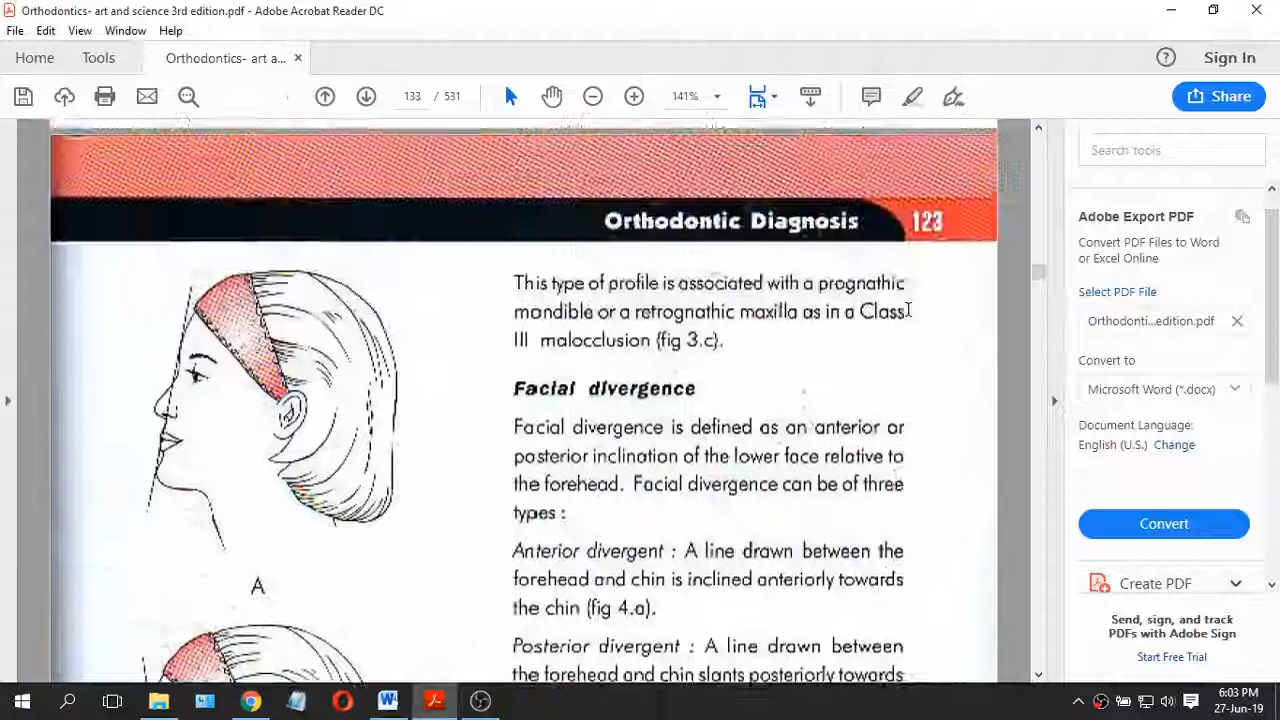 Orthodontics- art and science 3rd edition.pdf - Adobe Acrobat Reader DC
File Edit View Window Help
Home Tools Orthodontics- art a... × Sign In
133 / 531 141% Share
Orthodontic Diagnosis 123
This type of profile is associated with a prognathic
mandible or a retrognathic maxilla as in a Class
III malocclusion (fig 3.c).
Facial divergence
Facial divergence is defined as an anterior or
posterior inclination of the lower face relative to
the forehead. Facial divergence can be of three
types :
Anterior divergent : A line drawn between the
forehead and chin is inclined anteriorly towards
the chin (fig 4.a).
Posterior divergent : A line drawn between
the forehead and chin slants posteriorly towards
A
Search tools
Adobe Export PDF
Convert PDF Files to Word
or Excel Online
Select PDF File
Orthodonti...edition.pdf
Convert to
Microsoft Word (*.docx)
Document Language:
English (U.S.) Change
Convert
Create PDF
Send, sign, and track
PDFs with Adobe Sign
Start Free Trial
6:03 PM
27-Jun-19